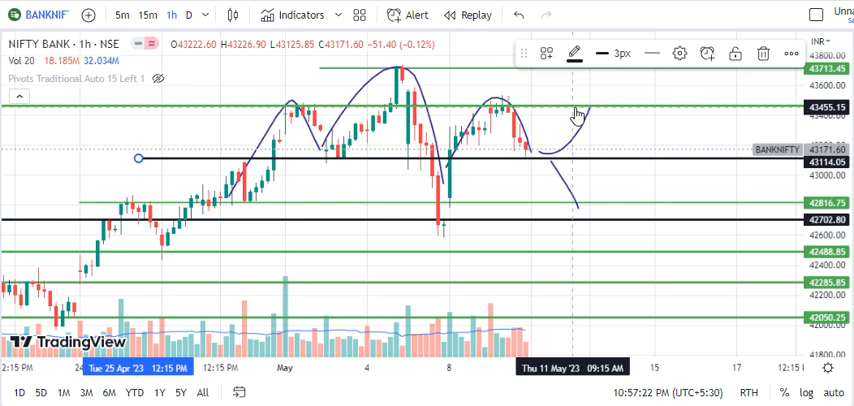 BANKNIF 5m 15m 1h D Indicators Alert Replay Unna
NIFTY BANK · 1h · NSE O43222.60 H43226.90 L43125.85 C43171.60 −51.40 (−0.12%) INR
Vol 20 18.185M 32.034M 3px
Pivots Traditional Auto 15 Left 1
43800.00
43713.45
43455.15
BANKNIFTY 43171.60
43114.05
43000.00
42816.75
42702.80
42600.00
42488.85
42400.00
42285.85
42200.00
42050.25
42000.00
TradingView
41800.00
2:15 PM 24 Tue 25 Apr '23 12:15 PM 12:15 PM May 4 8 Thu 11 May '23 09:15 AM 15 17 12:15
1D 5D 1M 3M 6M YTD 1Y 5Y All 10:57:22 PM (UTC+5:30) RTH % log auto